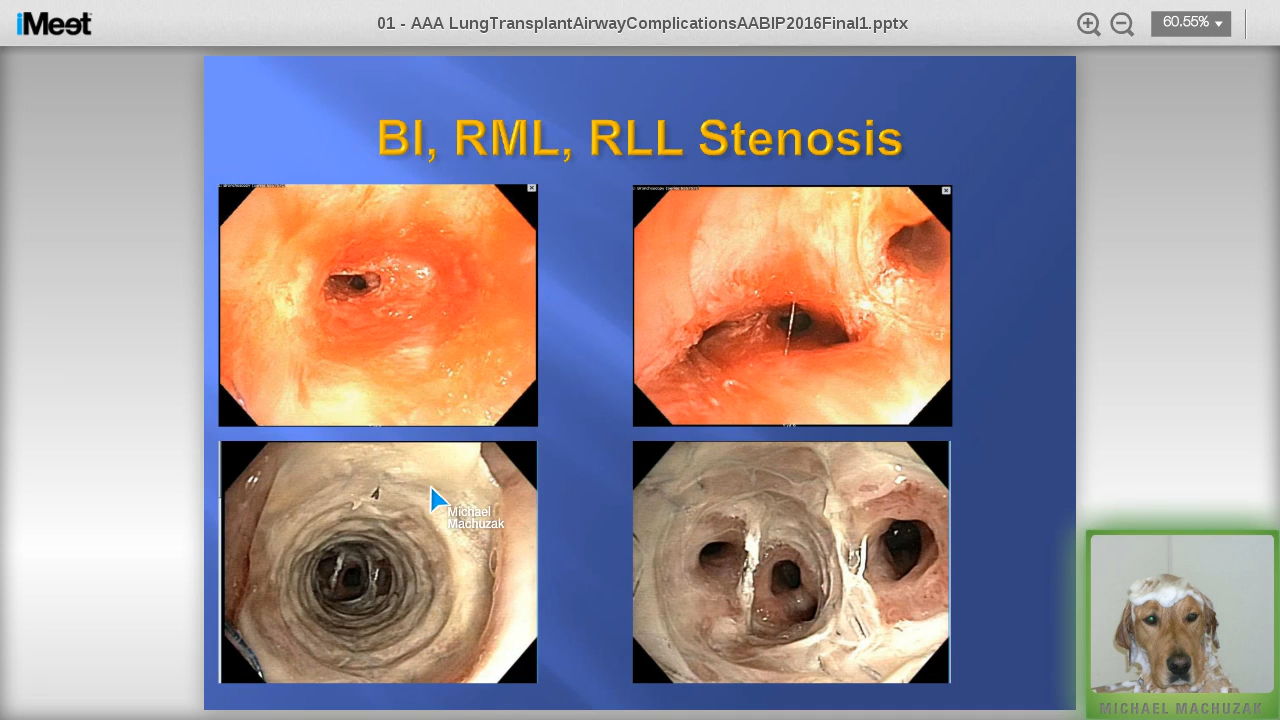 iMeet
01 - AAA LungTransplantAirwayComplicationsAABIP2016Final1.pptx
60.55%
BI, RML, RLL Stenosis
Michael
Machuzak
MICHAEL MACHUZAK